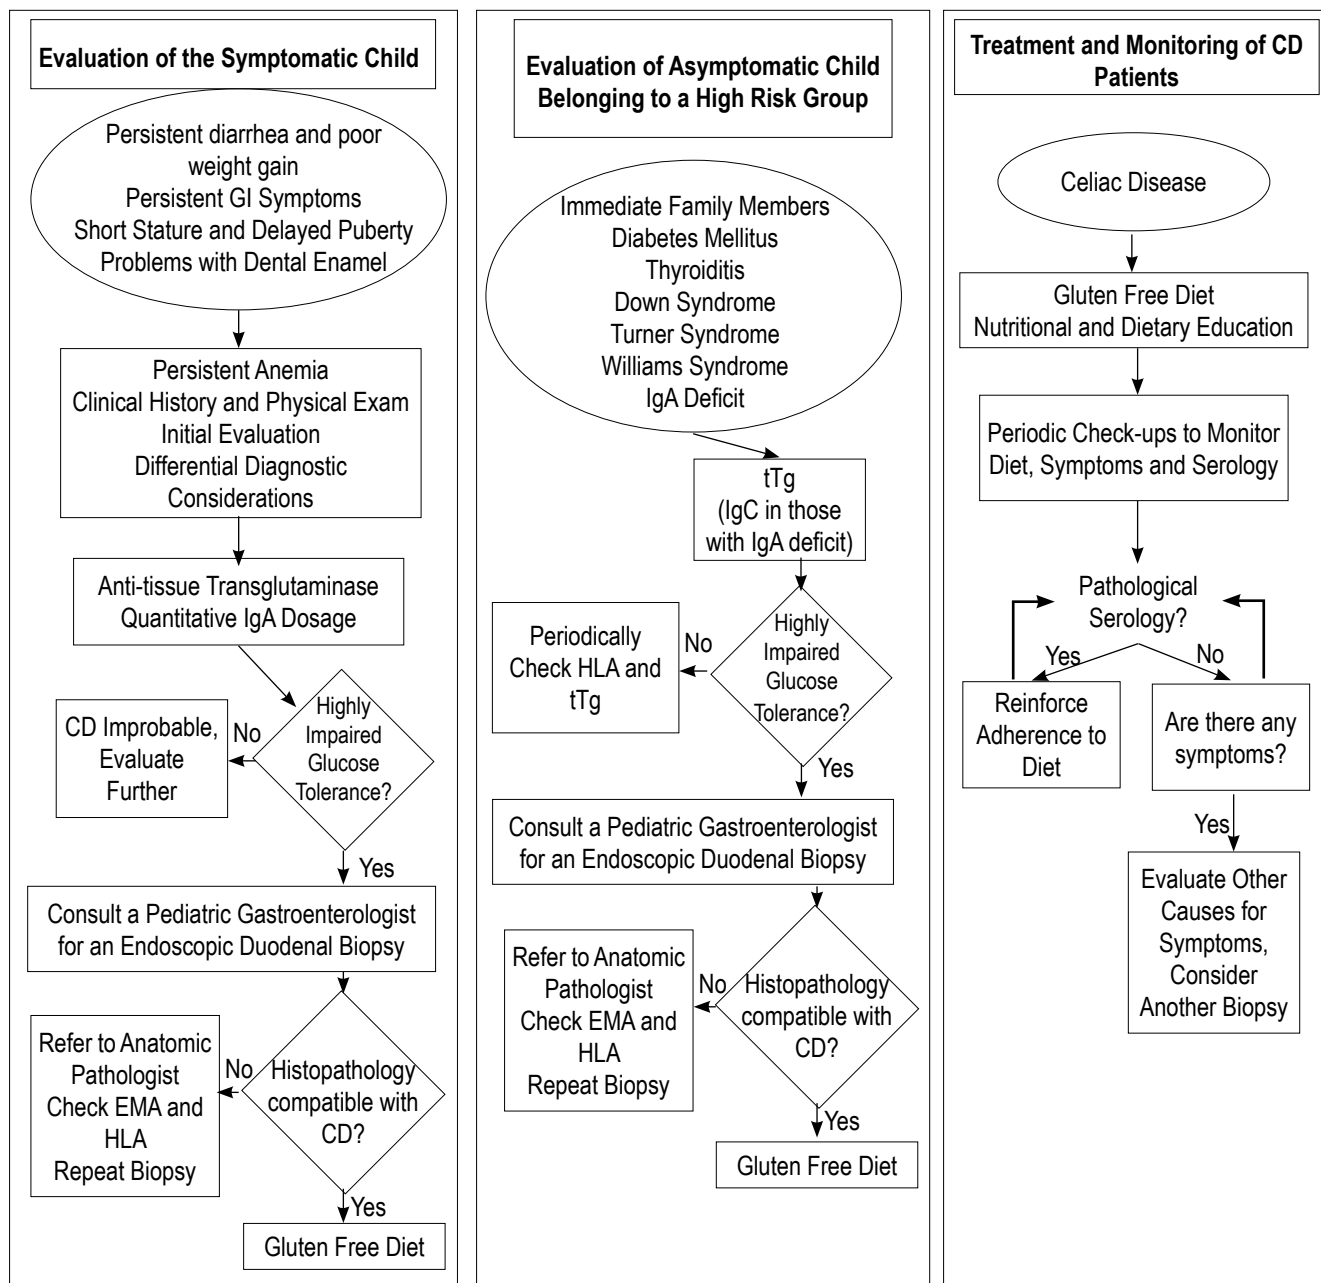 Evaluation of the Symptomatic Child
Persistent diarrhea and poor
weight gain
Persistent GI Symptoms
Short Stature and Delayed Puberty
Problems with Dental Enamel
Persistent Anemia
Clinical History and Physical Exam
Initial Evaluation
Differential Diagnostic
Considerations
Anti-tissue Transglutaminase
Quantitative IgA Dosage
Highly
Impaired
Glucose
Tolerance?
No
CD Improbable,
Evaluate
Further
Yes
Consult a Pediatric Gastroenterologist
for an Endoscopic Duodenal Biopsy
Histopathology
compatible with
CD?
No
Refer to Anatomic
Pathologist
Check EMA and
HLA
Repeat Biopsy
Yes
Gluten Free Diet
Evaluation of Asymptomatic Child
Belonging to a High Risk Group
Immediate Family Members
Diabetes Mellitus
Thyroiditis
Down Syndrome
Turner Syndrome
Williams Syndrome
IgA Deficit
tTg
(IgC in those
with IgA deficit)
Highly
Impaired
Glucose
Tolerance?
No
Periodically
Check HLA and
tTg
Yes
Consult a Pediatric Gastroenterologist
for an Endoscopic Duodenal Biopsy
Histopathology
compatible with
CD?
No
Refer to Anatomic
Pathologist
Check EMA and
HLA
Repeat Biopsy
Yes
Gluten Free Diet
Treatment and Monitoring of CD
Patients
Celiac Disease
Gluten Free Diet
Nutritional and Dietary Education
Periodic Check-ups to Monitor
Diet, Symptoms and Serology
Pathological
Serology?
Yes
No
Reinforce
Adherence to
Diet
Are there any
symptoms?
Yes
Evaluate Other
Causes for
Symptoms,
Consider
Another Biopsy